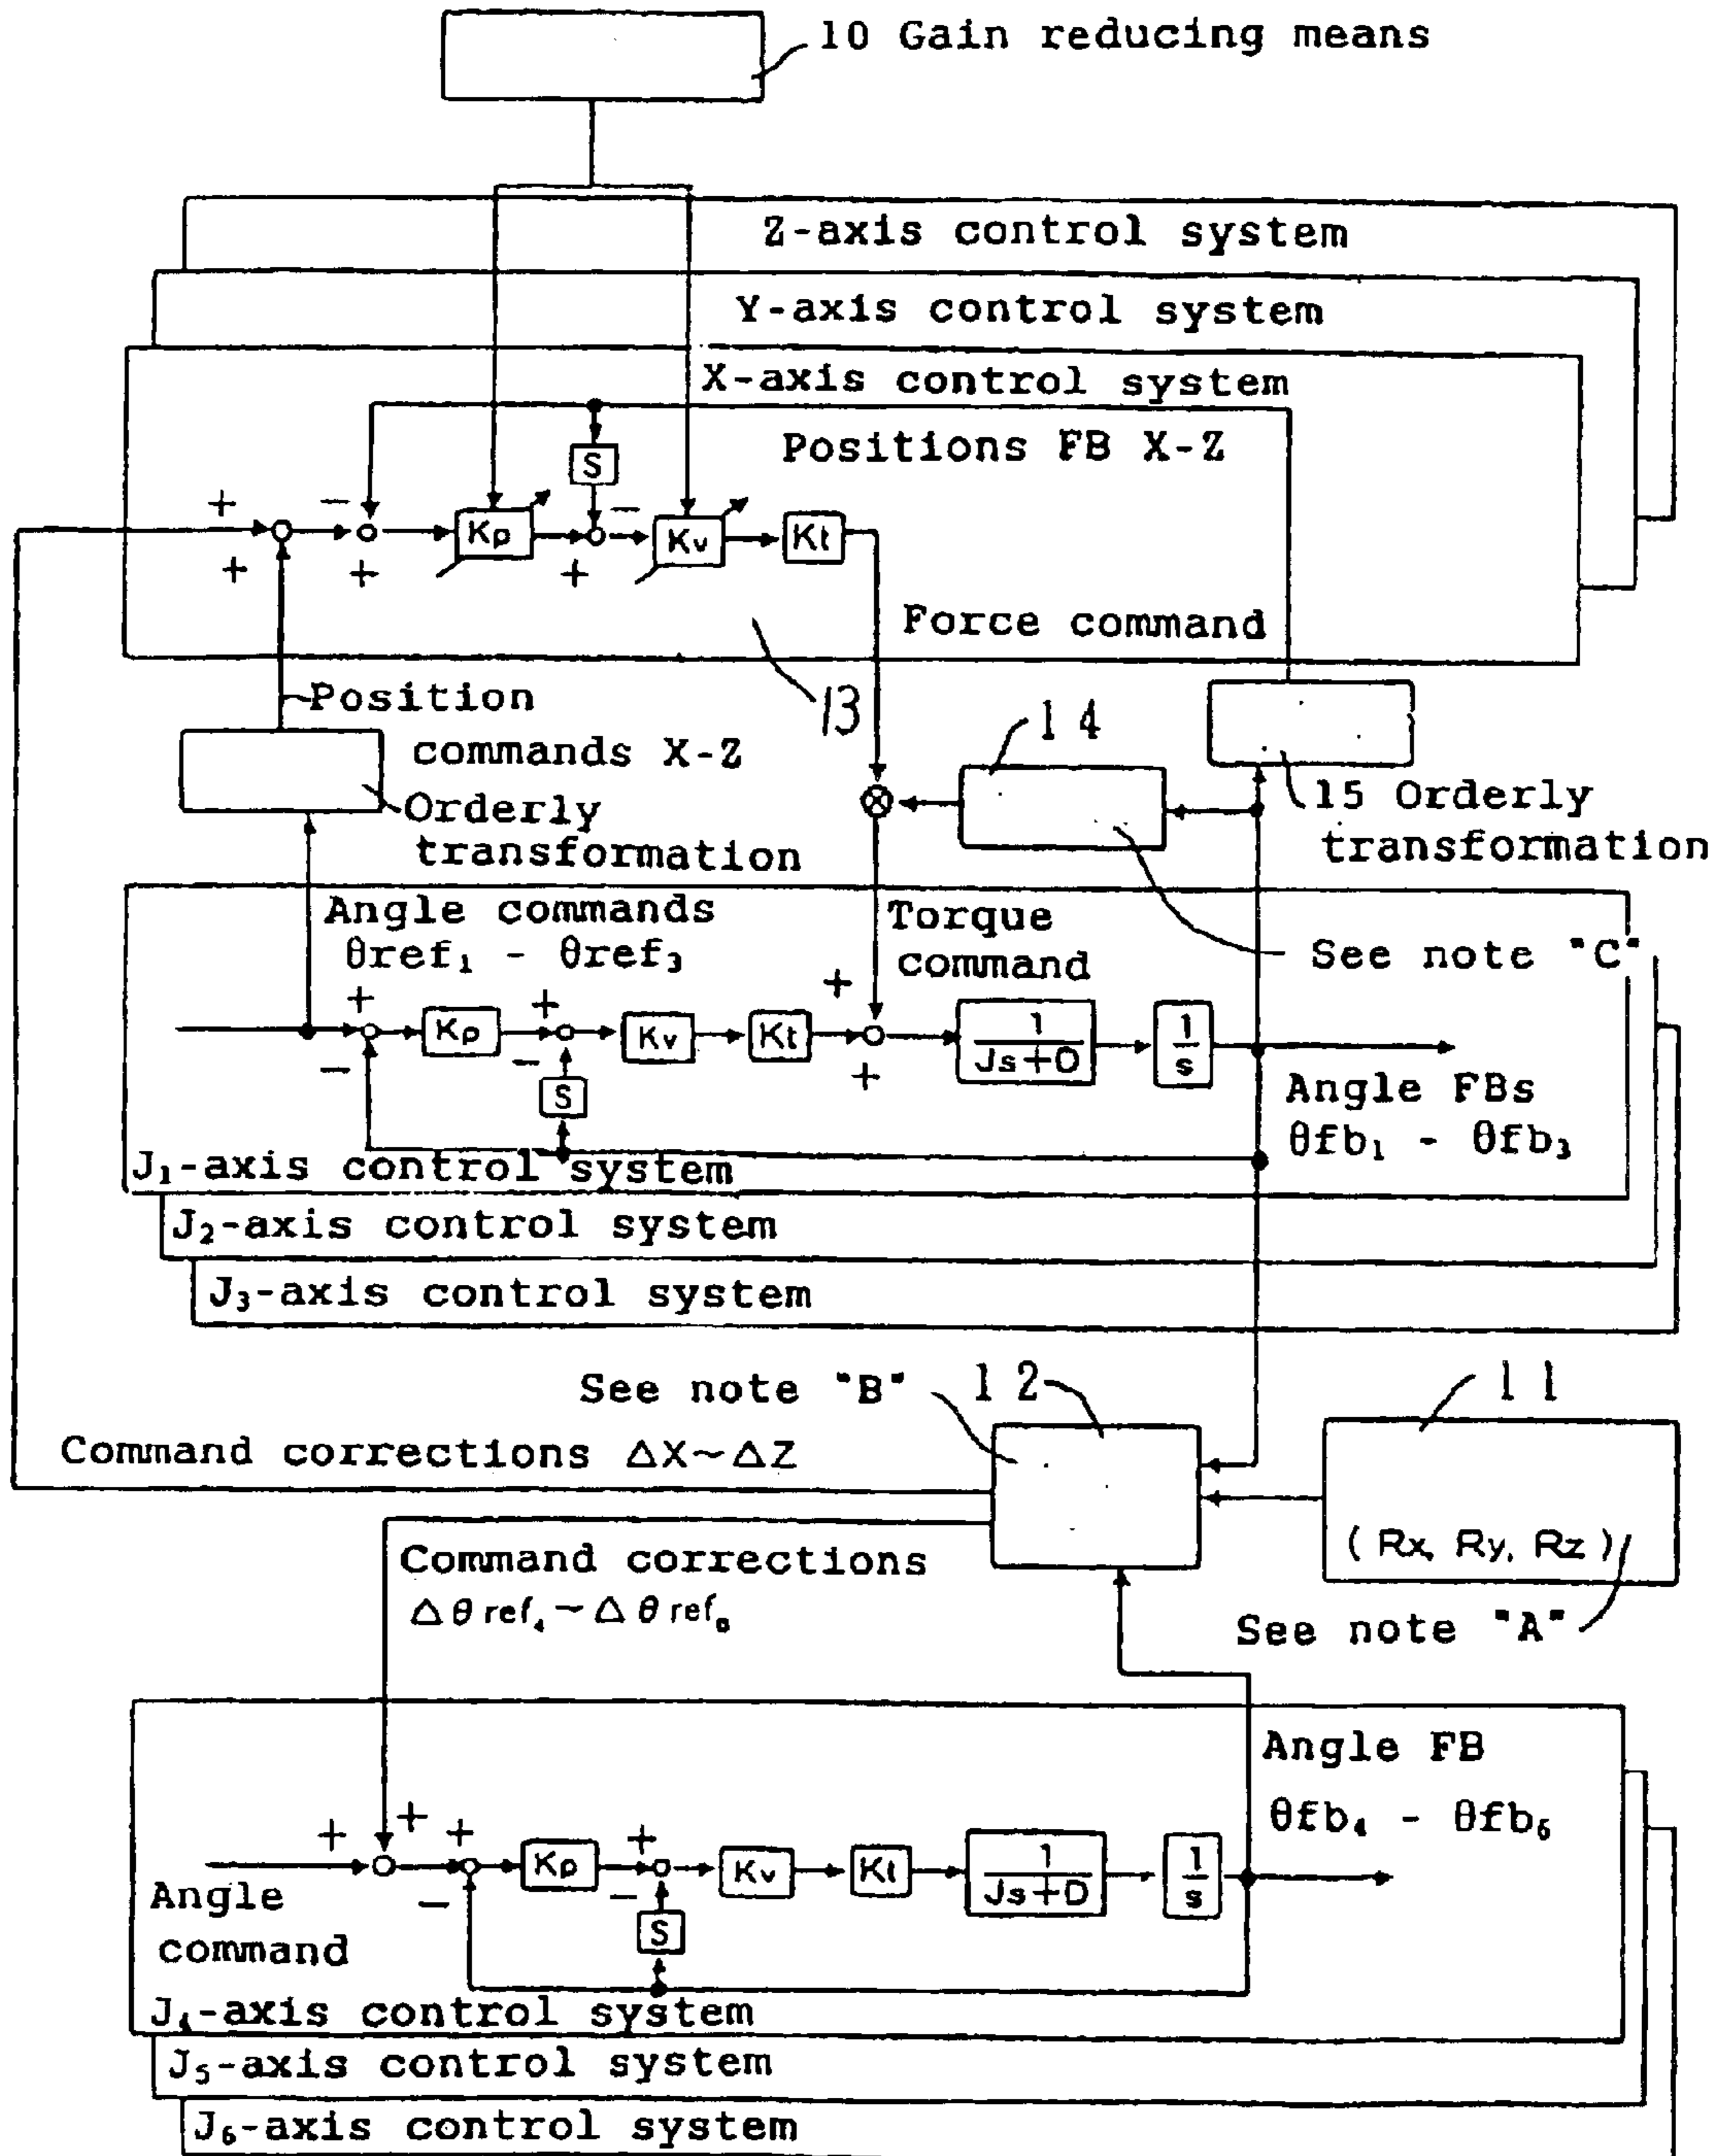 10 Gain reducing means
Z-axis control system
Y-axis control system
X-axis control system
Positions FB X-Z
S
+ − −
Kp Kv Kt
+ + +
Force command
13
Position
commands X-Z
14
Orderly
transformation
15 Orderly
transformation
Angle commands
θref₁ - θref₃
Torque
command
See note "C"
+ + +
Kp Kv Kt 1/Js+D 1/s
− − +
S
Angle FBs
θfb₁ - θfb₃
J₁-axis control system
J₂-axis control system
J₃-axis control system
See note "B" 12 11
Command corrections ΔX~ΔZ
(Rx, Ry, Rz)
Command corrections
Δθref₄~Δθref₆
See note "A"
Angle FB
θfb₄ - θfb₆
+ + + +
Kp Kv Kt 1/Js+D 1/s
− −
Angle
command
S
J₄-axis control system
J₅-axis control system
J₆-axis control system